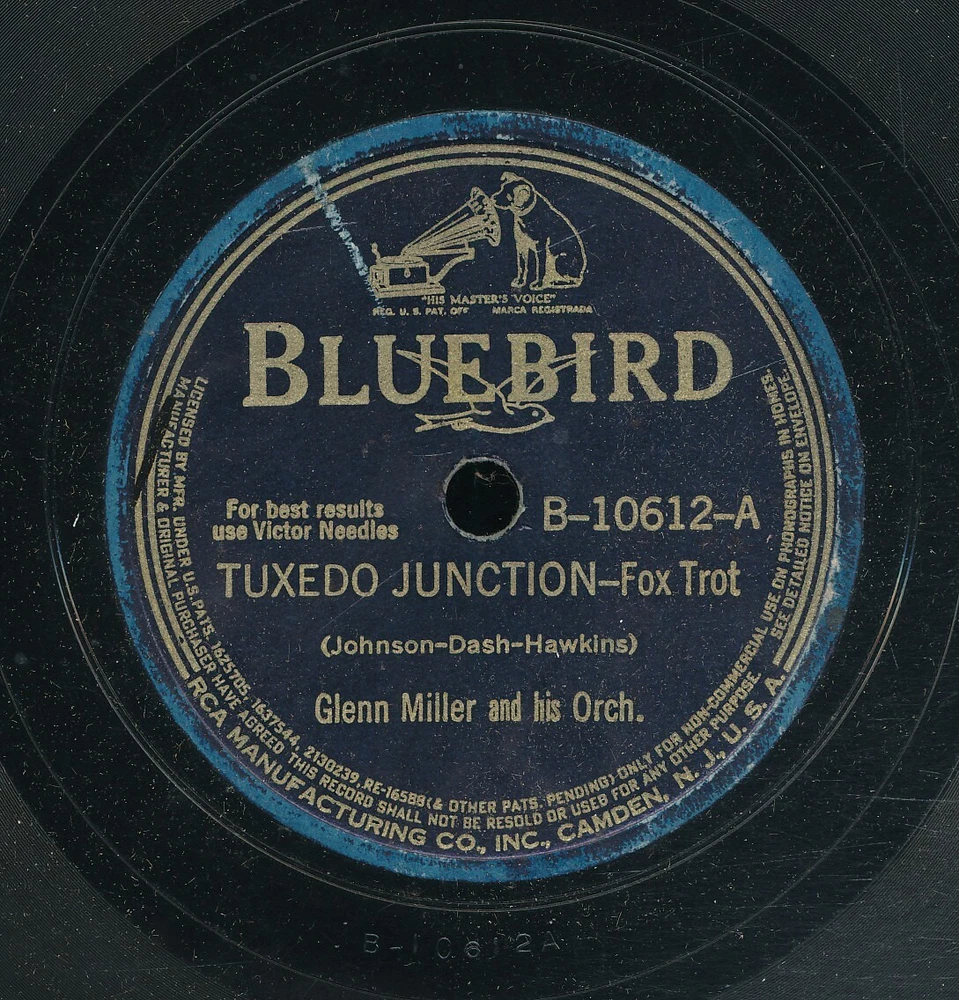 "HIS MASTER'S VOICE"
REG. U. S. PAT. OFF MARCA REGISTRADA
BLUEBIRD
For best results
use Victor Needles
B-10612-A
TUXEDO JUNCTION-Fox Trot
(Johnson-Dash-Hawkins)
Glenn Miller and his Orch.
LICENSED BY MFR. UNDER U.S. PATS. 1625705, 1637544, 2130239, RE-16588 (& OTHER PATS. PENDING) ONLY FOR NON-COMMERCIAL USE ON PHONOGRAPHS IN HOMES.
MANUFACTURER & ORIGINAL PURCHASER HAVE AGREED THIS RECORD SHALL NOT BE RESOLD OR USED FOR ANY OTHER PURPOSE. SEE DETAILED NOTICE ON ENVELOPE.
RCA MANUFACTURING CO., INC., CAMDEN, N. J., U. S. A.
B-10612A